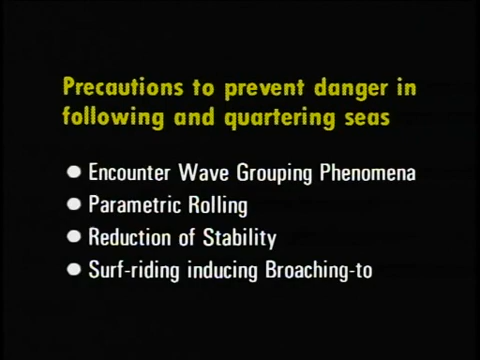 Precautions to prevent danger in
following and quartering seas
● Encounter Wave Grouping Phenomena
● Parametric Rolling
● Reduction of Stability
● Surf-riding inducing Broaching-to